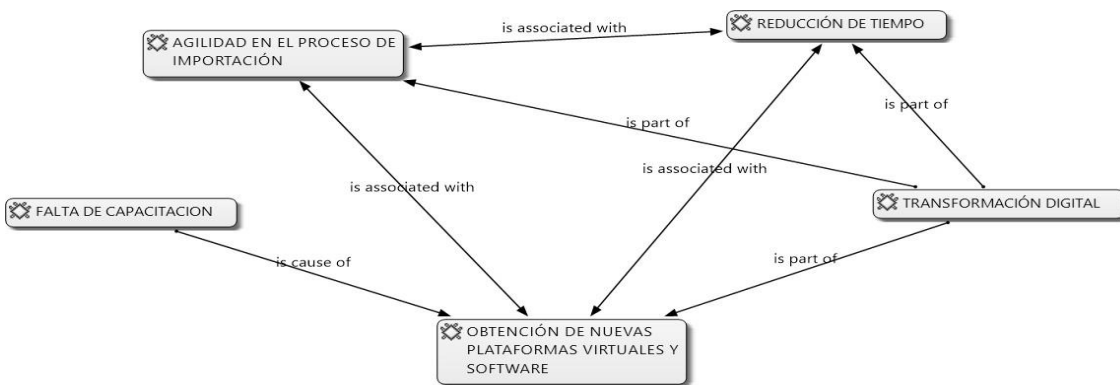 is associated with
REDUCCIÓN DE TIEMPO
AGILIDAD EN EL PROCESO DE
IMPORTACIÓN
is part of
is part of
is associated with
is associated with
FALTA DE CAPACITACION
TRANSFORMACIÓN DIGITAL
is cause of
is part of
OBTENCIÓN DE NUEVAS
PLATAFORMAS VIRTUALES Y
SOFTWARE